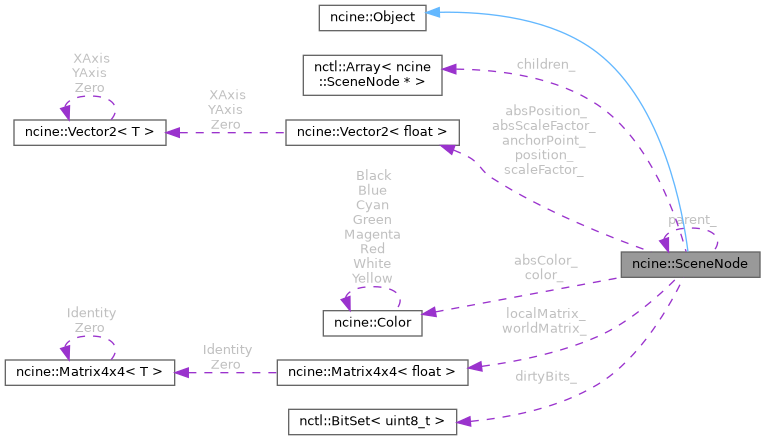 ncine::Object
nctl::Array< ncine
::SceneNode * >
children_
XAxis
YAxis
Zero
ncine::Vector2< T >
XAxis
YAxis
Zero
ncine::Vector2< float >
absPosition_
absScaleFactor_
anchorPoint_
position_
scaleFactor_
parent_
ncine::SceneNode
Black
Blue
Cyan
Green
Magenta
Red
White
Yellow
ncine::Color
absColor_
color_
Identity
Zero
ncine::Matrix4x4< T >
Identity
Zero
ncine::Matrix4x4< float >
localMatrix_
worldMatrix_
dirtyBits_
nctl::BitSet< uint8_t >